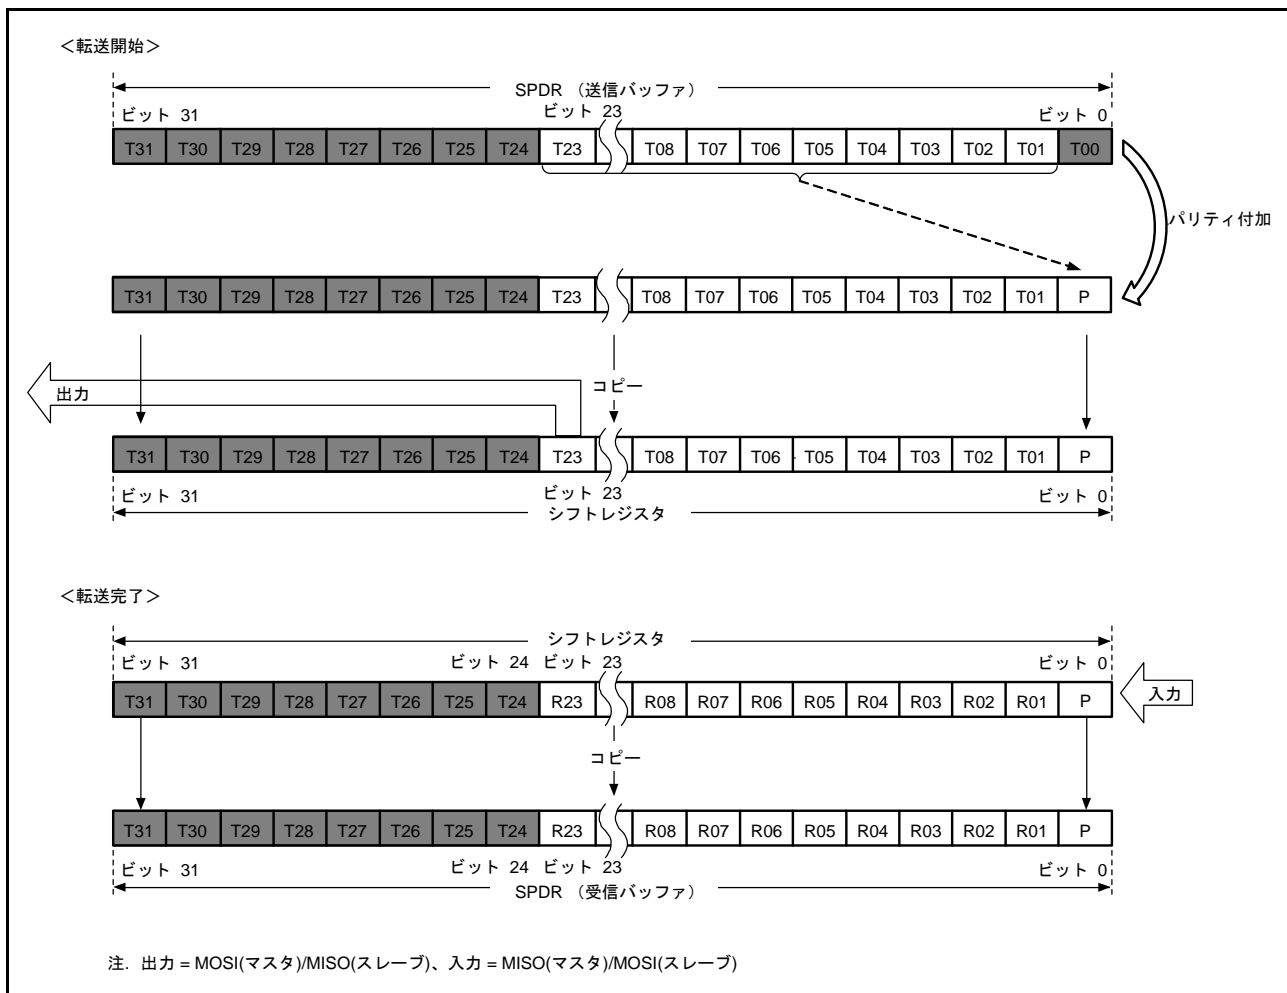 ＜転送開始＞
SPDR （送信バッファ）
ビット 31 ビット 23 ビット 0
T31 T30 T29 T28 T27 T26 T25 T24 T23 T08 T07 T06 T05 T04 T03 T02 T01 T00
パリティ付加
T31 T30 T29 T28 T27 T26 T25 T24 T23 T08 T07 T06 T05 T04 T03 T02 T01 P
コピー
出力
T31 T30 T29 T28 T27 T26 T25 T24 T23 T08 T07 T06 T05 T04 T03 T02 T01 P
ビット 31 ビット 23 ビット 0
シフトレジスタ
＜転送完了＞
シフトレジスタ
ビット 31 ビット 24 ビット 23 ビット 0
T31 T30 T29 T28 T27 T26 T25 T24 R23 R08 R07 R06 R05 R04 R03 R02 R01 P
入力
コピー
T31 T30 T29 T28 T27 T26 T25 T24 R23 R08 R07 R06 R05 R04 R03 R02 R01 P
ビット 31 ビット 24 ビット 23 ビット 0
SPDR （受信バッファ）
注. 出力 = MOSI(マスタ)/MISO(スレーブ)、入力 = MISO(マスタ)/MOSI(スレーブ)